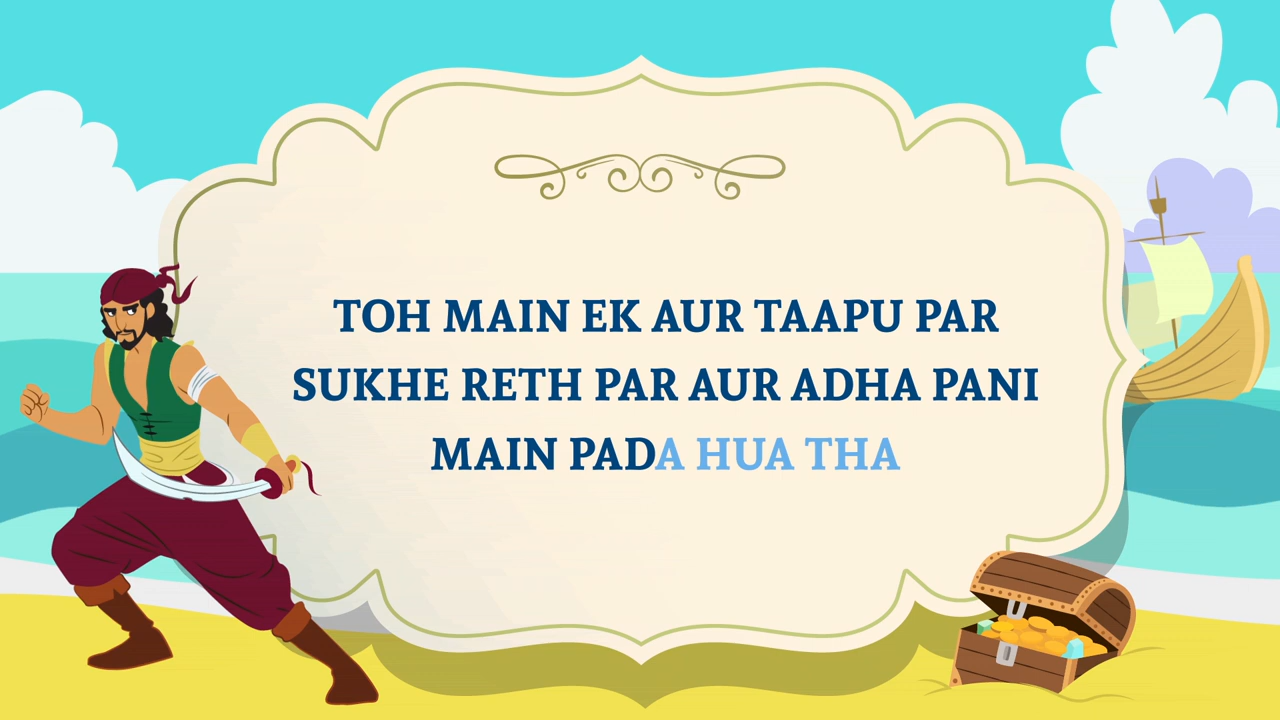 TOH MAIN EK AUR TAAPU PAR
SUKHE RETH PAR AUR ADHA PANI
MAIN PADA HUA THA